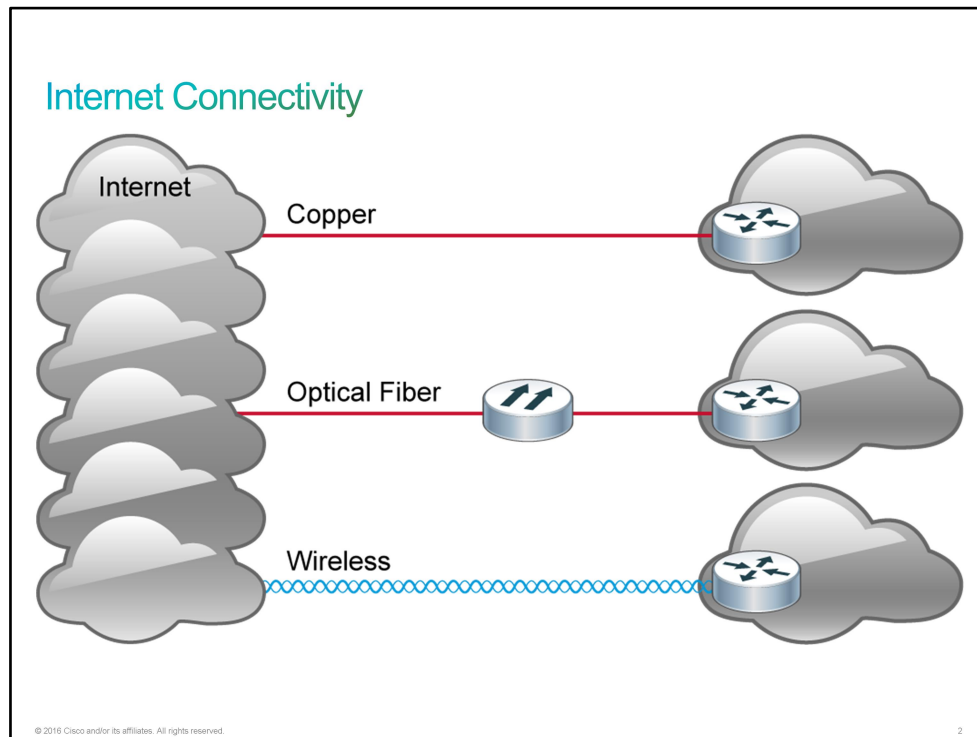 Internet Connectivity
Internet
Copper
Optical Fiber
Wireless
© 2016 Cisco and/or its affiliates. All rights reserved.
2